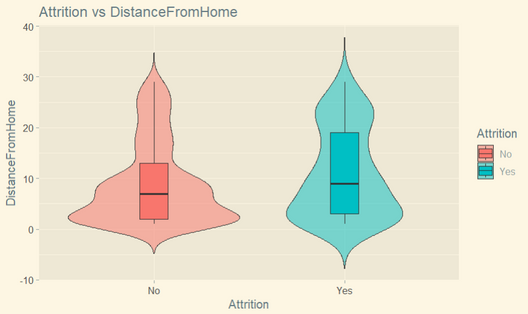 Attrition vs DistanceFromHome
40
30
20
10
0
-10
DistanceFromHome
No
Yes
Attrition
Attrition
No
Yes